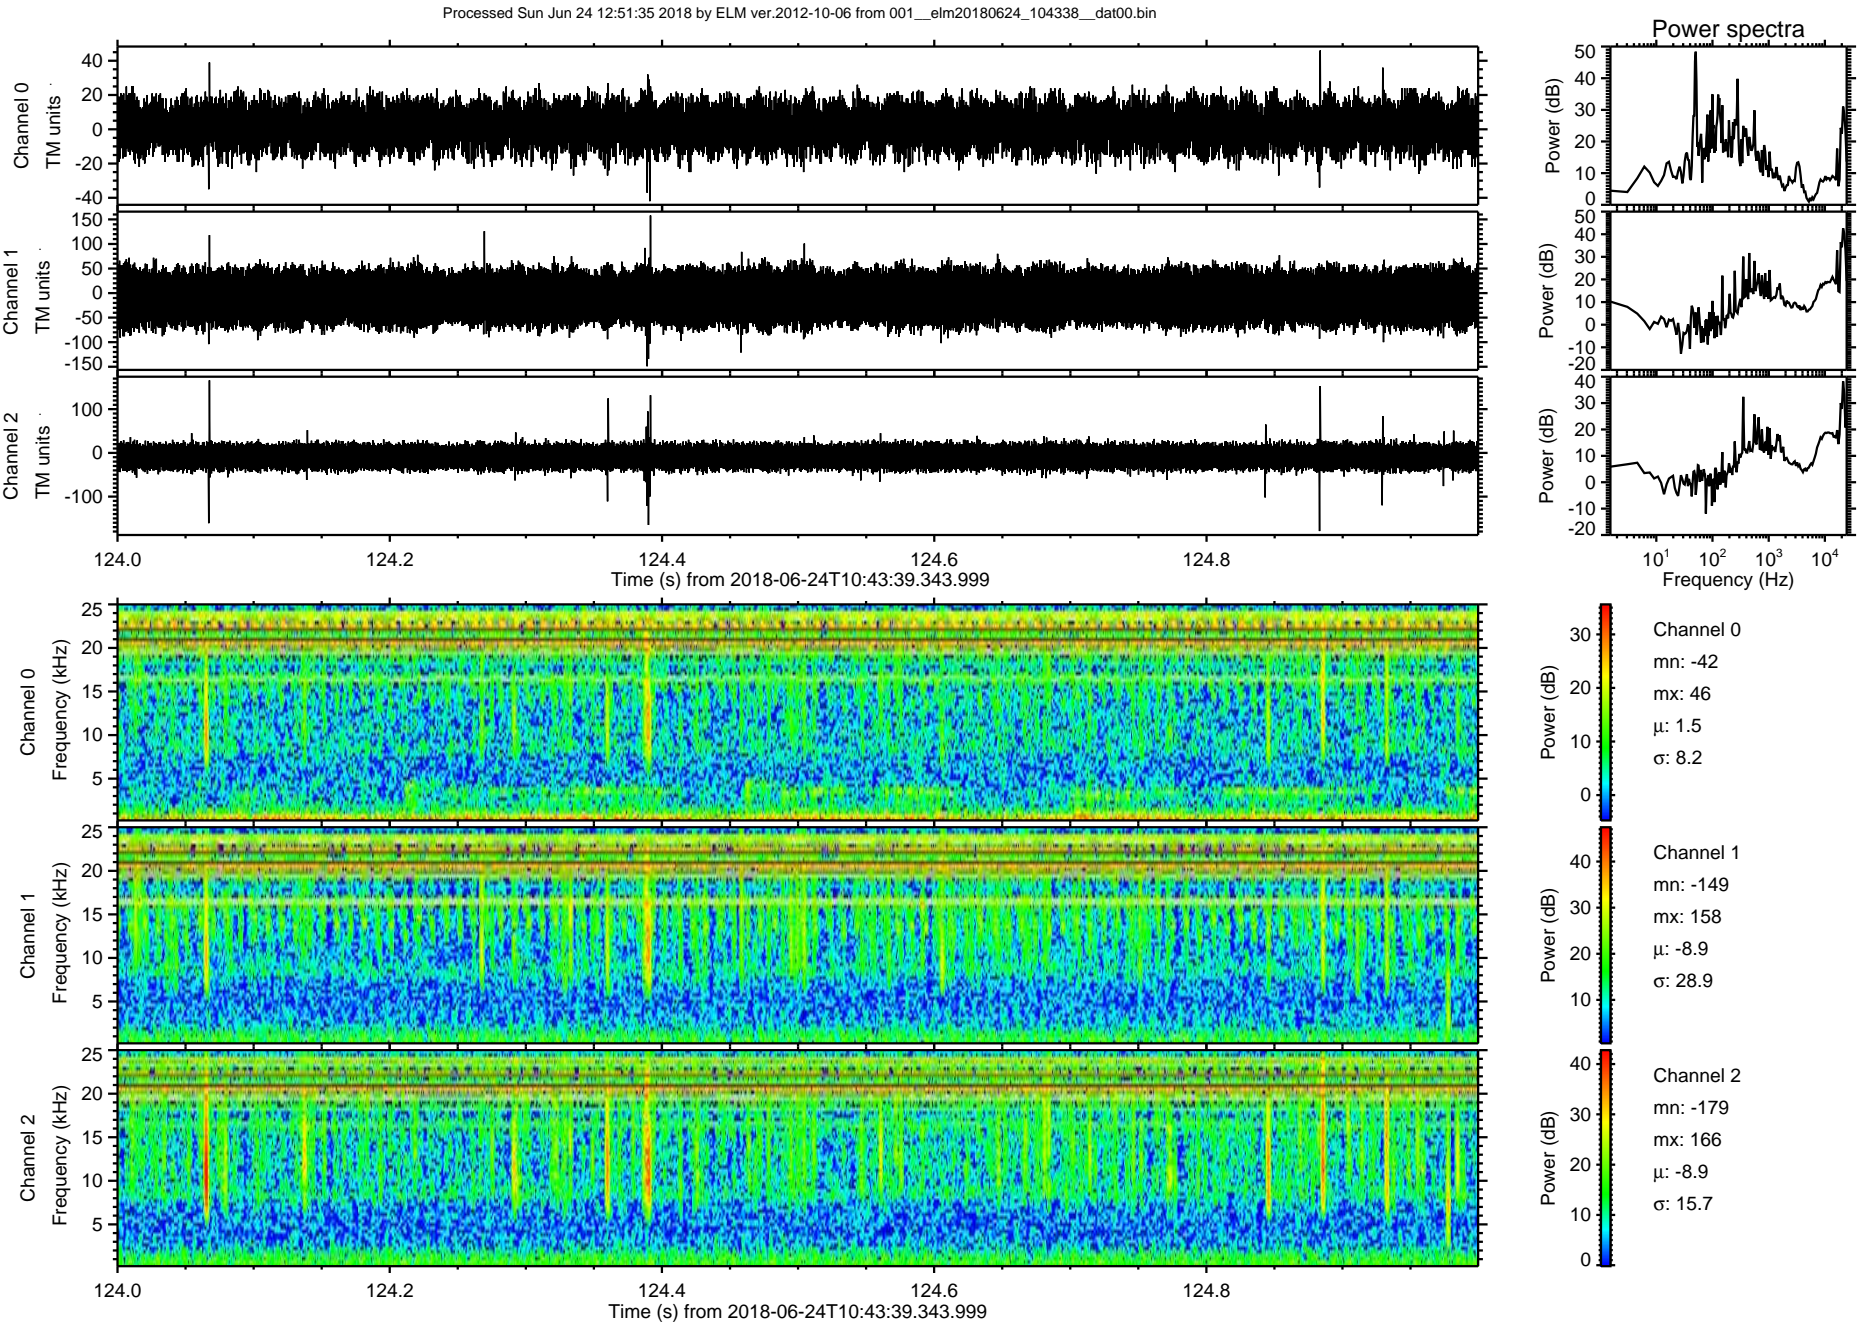 Processed Sun Jun 24 12:51:35 2018 by ELM ver.2012-10-06 from 001__elm20180624_104338__dat00.bin
Power spectra
Channel 0
TM units
40
20
0
-20
-40
Power (dB)
50
40
30
20
10
0
Channel 1
TM units
150
100
50
0
-50
-100
-150
Power (dB)
50
40
30
20
10
0
-10
-20
Channel 2
TM units
100
0
-100
Power (dB)
40
30
20
10
0
-10
-20
124.0 124.2 124.4 124.6 124.8
Time (s) from 2018-06-24T10:43:39.343.999
10^1 10^2 10^3 10^4
Frequency (Hz)
Channel 0
Frequency (kHz)
25
20
15
10
5
Power (dB)
30
20
10
0
Channel 0
mn: -42
mx: 46
μ: 1.5
σ: 8.2
Channel 1
Frequency (kHz)
25
20
15
10
5
Power (dB)
40
30
20
10
Channel 1
mn: -149
mx: 158
μ: -8.9
σ: 28.9
Channel 2
Frequency (kHz)
25
20
15
10
5
Power (dB)
40
30
20
10
0
Channel 2
mn: -179
mx: 166
μ: -8.9
σ: 15.7
124.0 124.2 124.4 124.6 124.8
Time (s) from 2018-06-24T10:43:39.343.999